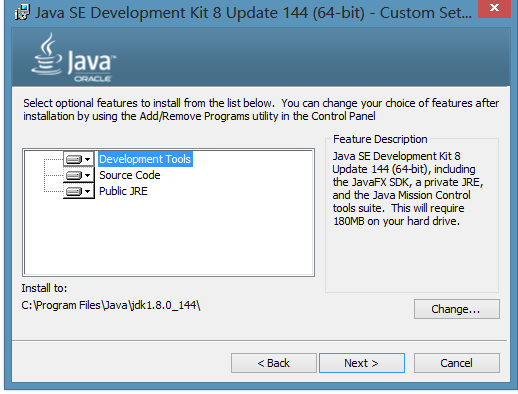 Java SE Development Kit 8 Update 144 (64-bit) - Custom Set...
Java
ORACLE
Select optional features to install from the list below. You can change your choice of features after
installation by using the Add/Remove Programs utility in the Control Panel
Development Tools
Source Code
Public JRE
Feature Description
Java SE Development Kit 8
Update 144 (64-bit), including
the JavaFX SDK, a private JRE,
and the Java Mission Control
tools suite. This will require
180MB on your hard drive.
Install to:
C:\Program Files\Java\jdk1.8.0_144\
Change...
< Back
Next >
Cancel